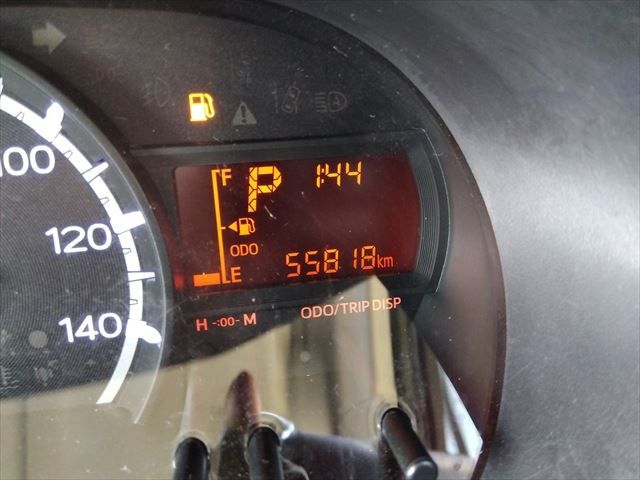 100
F P 1:44
120
ODO
55818km
E
140
H -:00- M
ODO/TRIP DISP